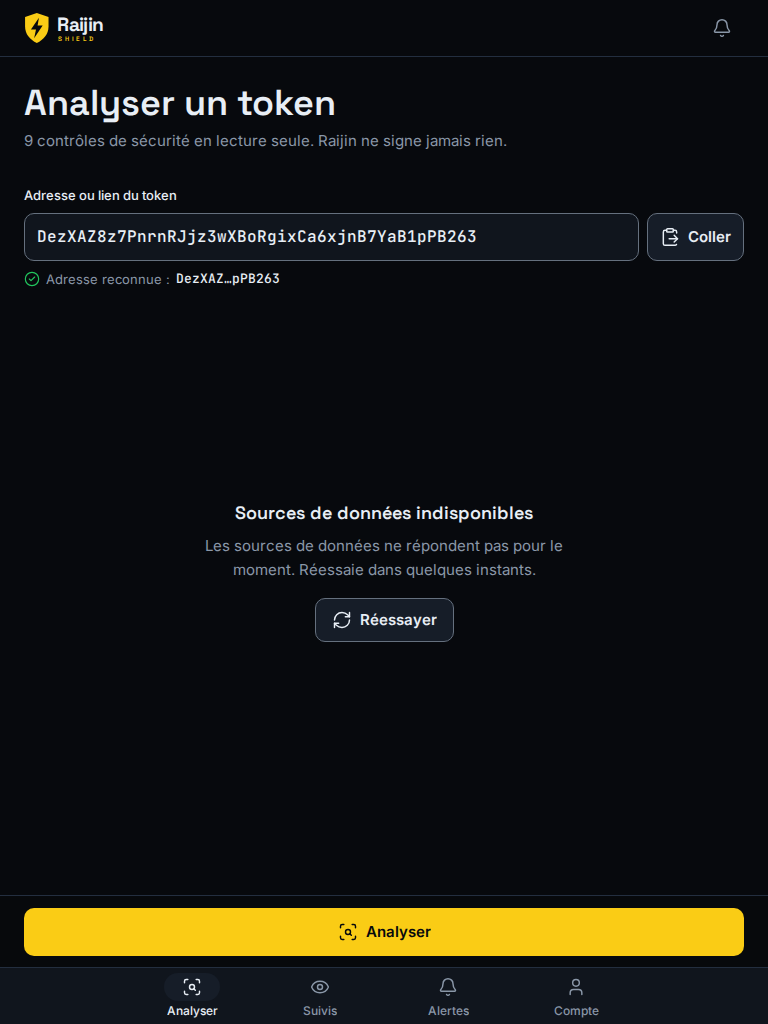 Raijin
SHIELD
Analyser un token
9 contrôles de sécurité en lecture seule. Raijin ne signe jamais rien.
Adresse ou lien du token
DezXAZ8z7PnrnRJjz3wXBoRgixCa6xjnB7YaB1pPB263
Coller
Adresse reconnue : DezXAZ…pPB263
Sources de données indisponibles
Les sources de données ne répondent pas pour le
moment. Réessaie dans quelques instants.
Réessayer
Analyser
Analyser
Suivis
Alertes
Compte